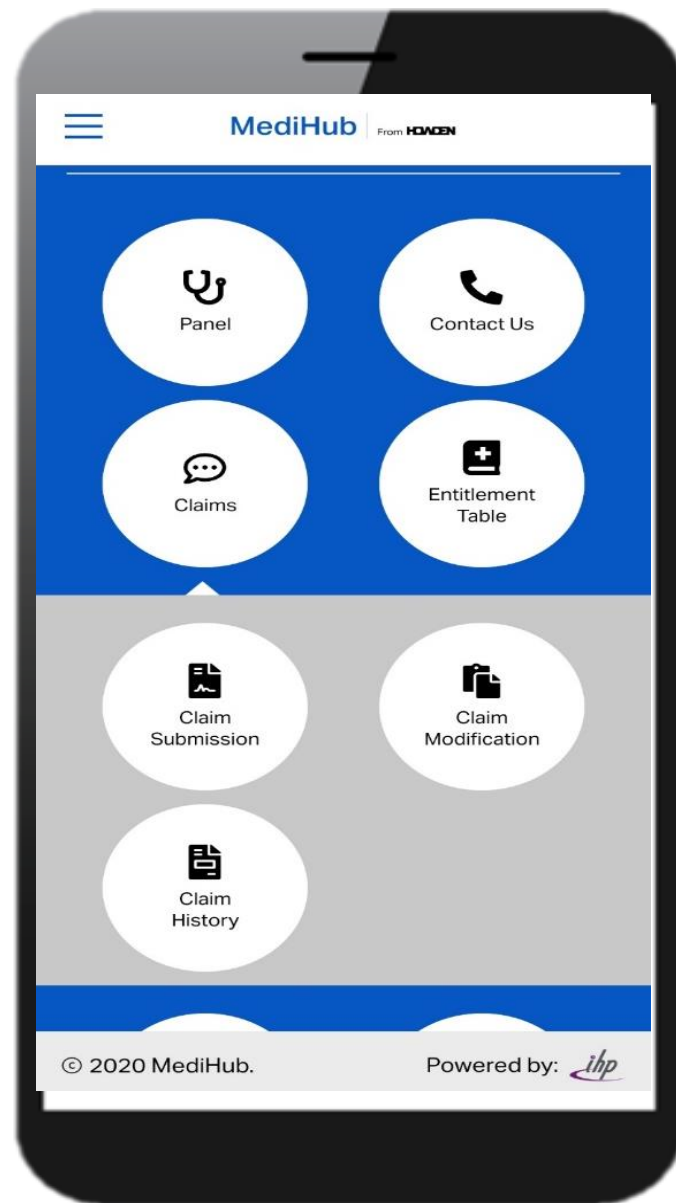 MediHub From HOWDEN
Panel
Contact Us
Claims
Entitlement
Table
Claim
Submission
Claim
Modification
Claim
History
© 2020 MediHub.
Powered by: ihp